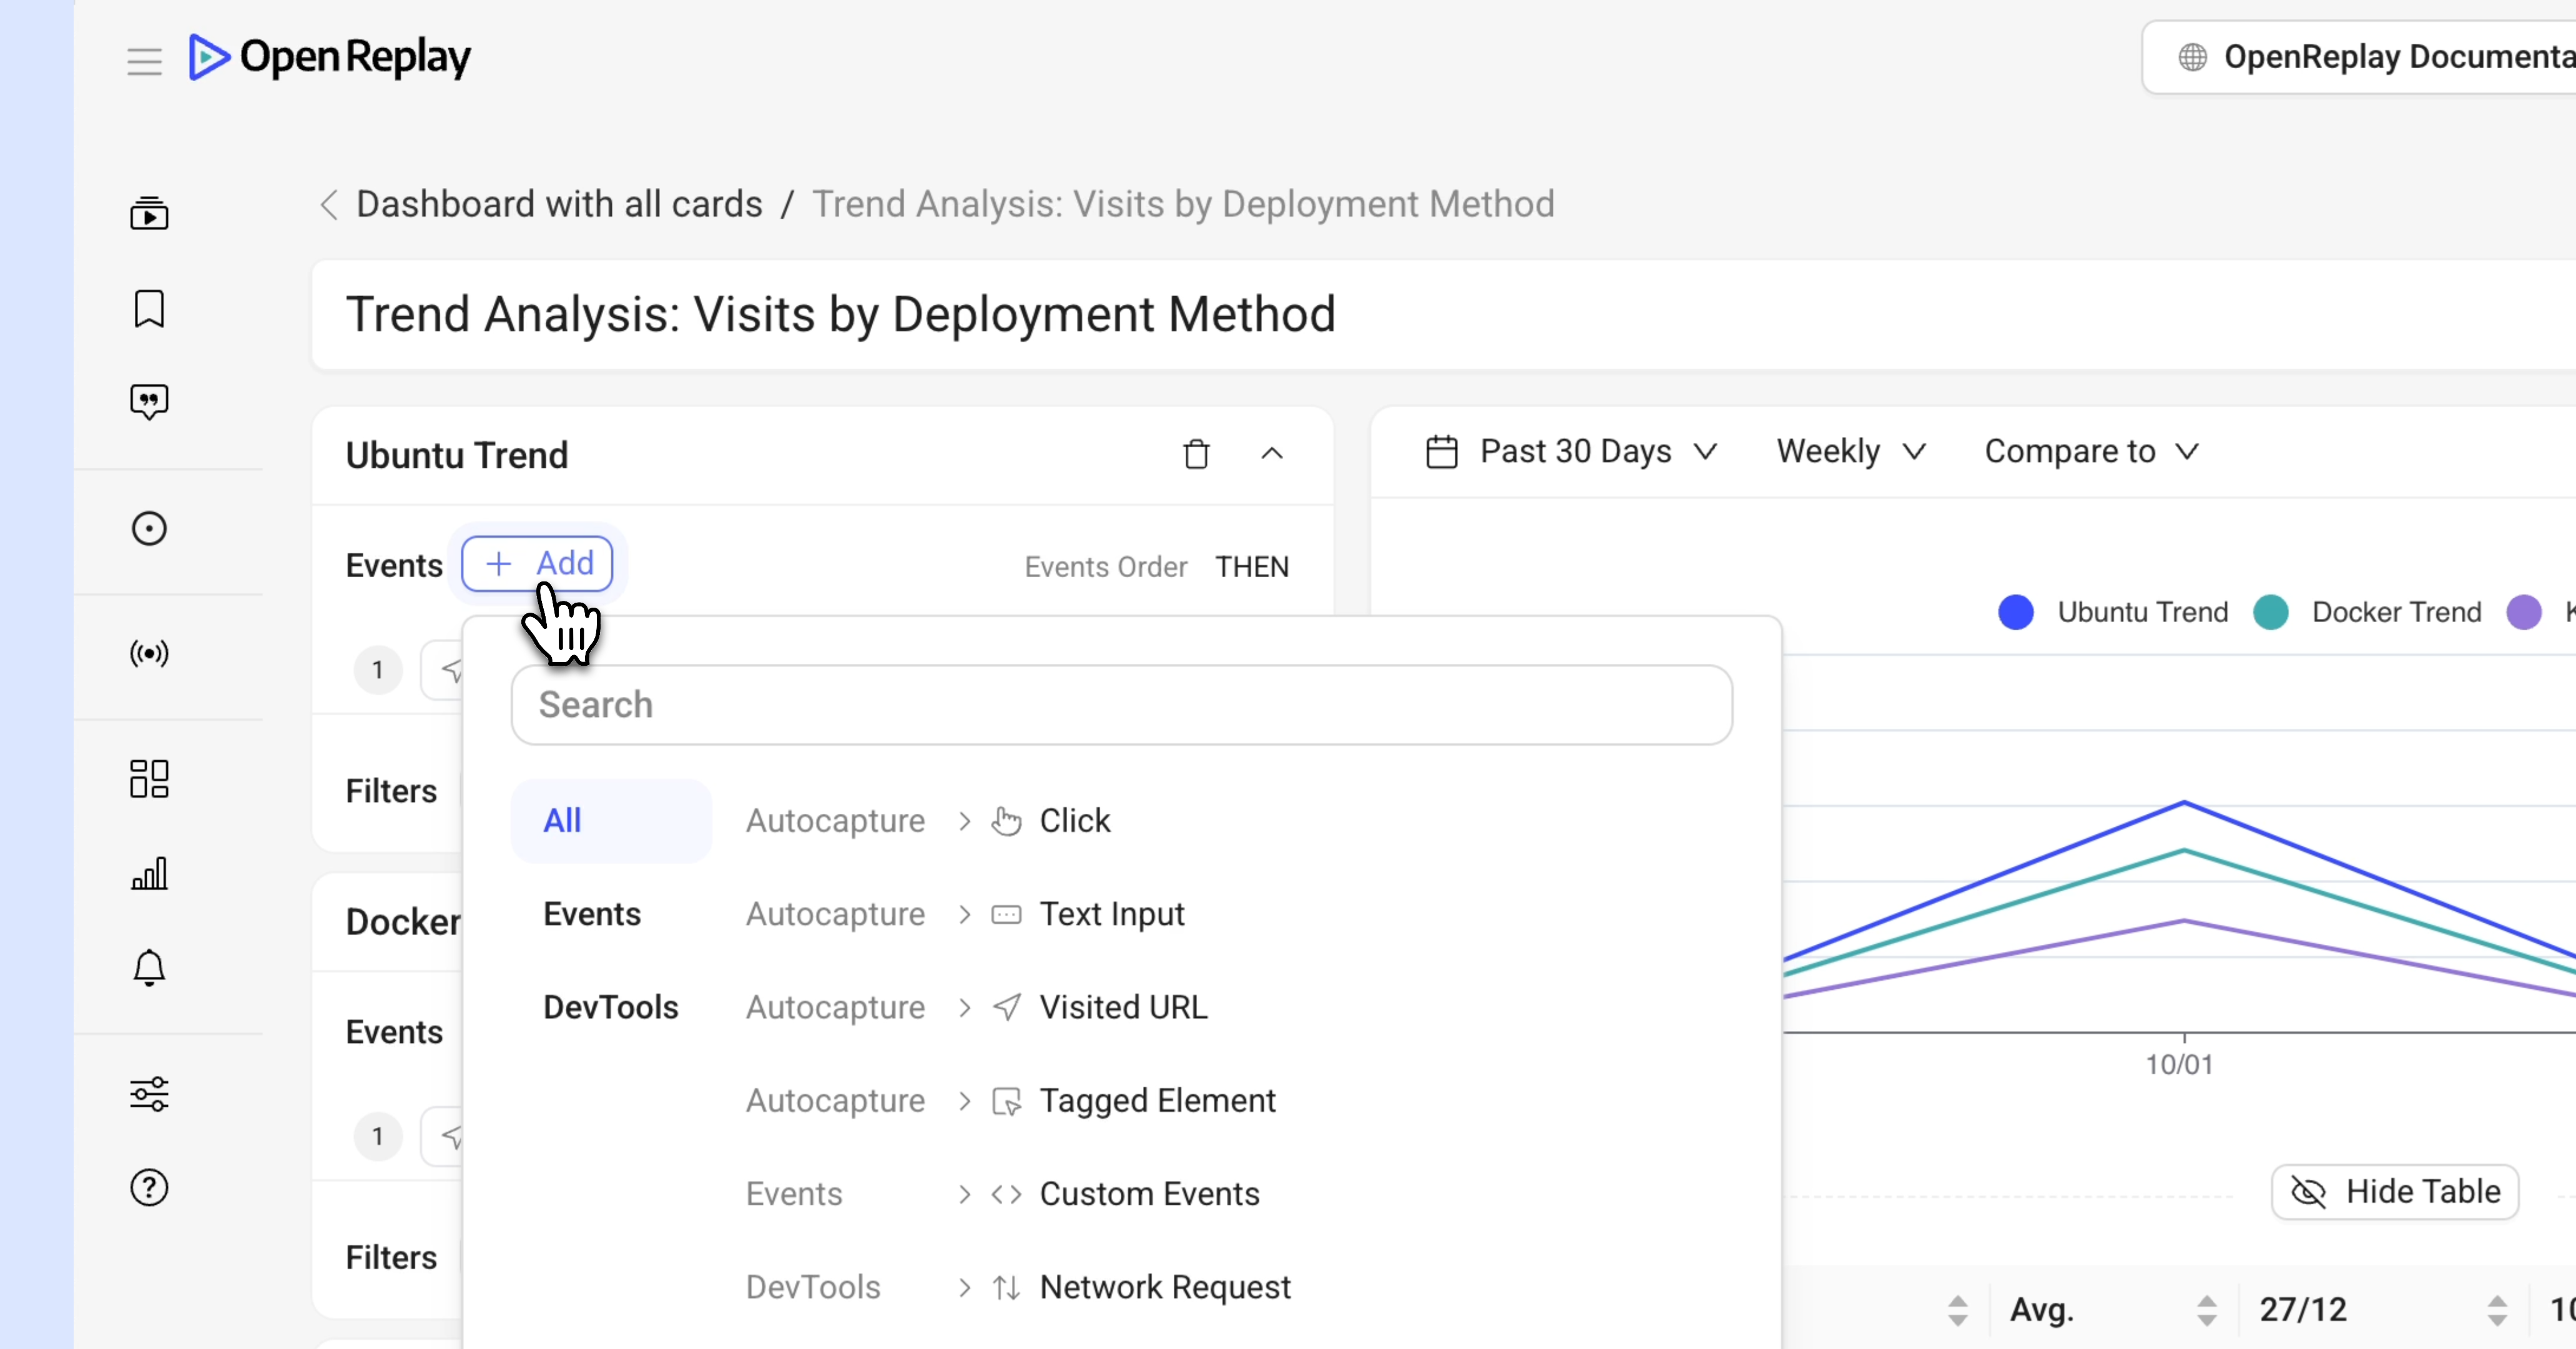 OpenReplay
OpenReplay Documenta
Dashboard with all cards / Trend Analysis: Visits by Deployment Method
Trend Analysis: Visits by Deployment Method
Ubuntu Trend
Events + Add Events Order THEN
1
Filters
Docker
Events
1
Filters
Search
All
Events
DevTools
Autocapture > Click
Autocapture > Text Input
Autocapture > Visited URL
Autocapture > Tagged Element
Events > Custom Events
DevTools > Network Request
Past 30 Days Weekly Compare to
Ubuntu Trend Docker Trend K
10/01
Hide Table
Avg. 27/12 10